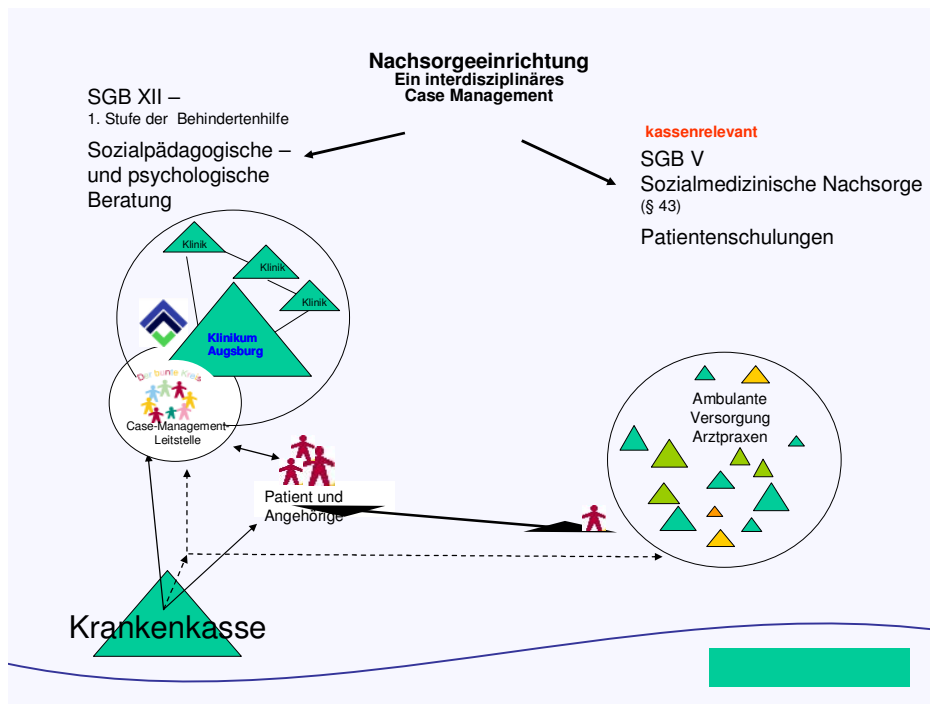 Nachsorgeeinrichtung
Ein interdisziplinäres
Case Management
SGB XII –
1. Stufe der Behindertenhilfe
Sozialpädagogische –
und psychologische
Beratung
kassenrelevant
SGB V
Sozialmedizinische Nachsorge
(§ 43)
Patientenschulungen
Klinik
Klinik
Klinik
Klinikum
Augsburg
Der bunte Kreis
Case-Management-
Leitstelle
Patient und
Angehörige
Ambulante
Versorgung
Arztpraxen
Krankenkasse